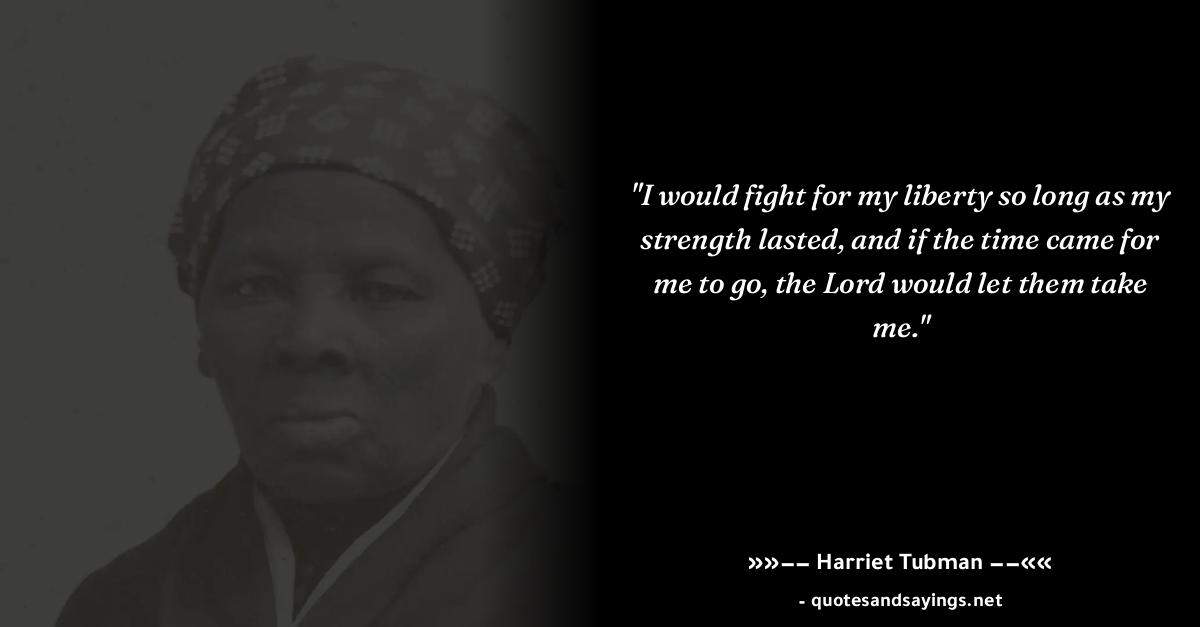 "I would fight for my liberty so long as my
strength lasted, and if the time came for
me to go, the Lord would let them take
me."
»»–– Harriet Tubman ––««
- quotesandsayings.net